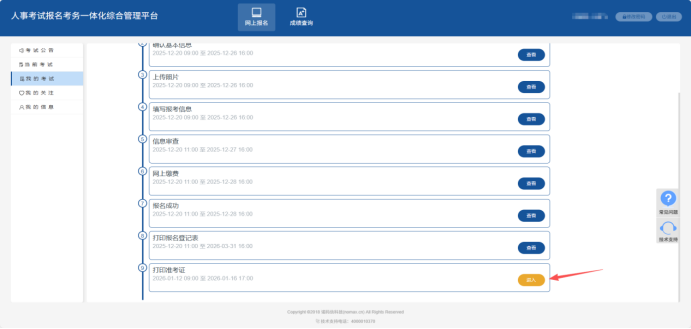 人事考试报名考务一体化综合管理平台
网上报名
成绩查询
考试公告
我的考试
我的关注
我的信息
确认基本信息
2025-12-20 09:00 至 2025-12-26 16:00
查看
3
上传照片
2025-12-20 09:00 至 2025-12-26 16:00
查看
4
填写报考信息
2025-12-20 09:00 至 2025-12-26 16:00
查看
5
信息审查
2025-12-20 11:00 至 2025-12-27 16:00
查看
6
网上缴费
2025-12-20 11:00 至 2025-12-28 16:00
查看
7
报名成功
2025-12-20 11:00 至 2025-12-28 16:00
查看
8
打印报名登记表
2025-12-20 11:00 至 2026-03-31 16:00
查看
9
打印准考证
2026-01-12 09:00 至 2026-01-16 17:00
进入
常见问题
技术支持